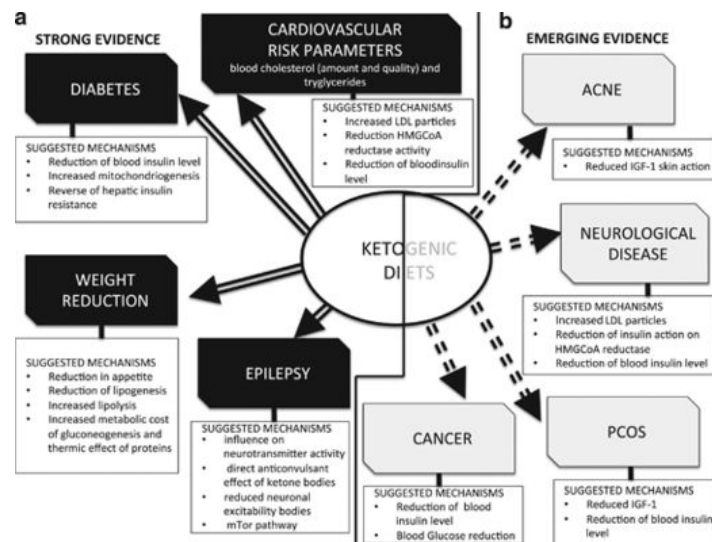 a
STRONG EVIDENCE
DIABETES
SUGGESTED MECHANISMS
• Reduction of blood insulin level
• Increased mitochondriogenesis
• Reverse of hepatic insulin
resistance
CARDIOVASCULAR
RISK PARAMETERS
blood cholesterol (amount and quality) and
tryglycerides
SUGGESTED MECHANISMS
• Increased LDL particles
• Reduction HMGCoA
reductase activity
• Reduction of bloodinsulin
level
WEIGHT
REDUCTION
SUGGESTED MECHANISMS
• Reduction in appetite
• Reduction of lipogenesis
• Increased lipolysis
• Increased metabolic cost
of gluconeogenesis and
thermic effect of proteins
EPILEPSY
SUGGESTED MECHANISMS
• influence on
neurotransmitter activity
• direct anticonvulsant
effect of ketone bodies
• reduced neuronal
excitability bodies
• mTor pathway
KETOGENIC
DIETS
b
EMERGING EVIDENCE
ACNE
SUGGESTED MECHANISMS
• Reduced IGF-1 skin action
NEUROLOGICAL
DISEASE
SUGGESTED MECHANISMS
• Increased LDL particles
• Reduction of insulin action on
HMGCoA reductase
• Reduction of blood insulin level
CANCER
SUGGESTED MECHANISMS
• Reduction of blood
insulin level
• Blood Glucose reduction
PCOS
SUGGESTED MECHANISMS
• Reduced IGF-1
• Reduction of blood insulin
level